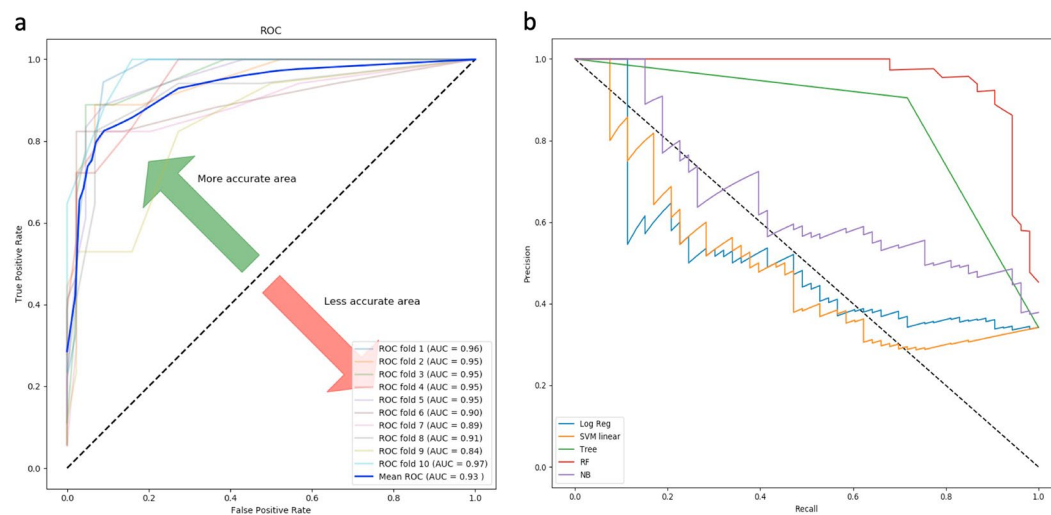 a
ROC
True Positive Rate
1.0
0.8
0.6
0.4
0.2
0.0
More accurate area
Less accurate area
ROC fold 1 (AUC = 0.96)
ROC fold 2 (AUC = 0.95)
ROC fold 3 (AUC = 0.95)
ROC fold 4 (AUC = 0.95)
ROC fold 5 (AUC = 0.95)
ROC fold 6 (AUC = 0.90)
ROC fold 7 (AUC = 0.89)
ROC fold 8 (AUC = 0.91)
ROC fold 9 (AUC = 0.84)
ROC fold 10 (AUC = 0.97)
Mean ROC (AUC = 0.93 )
0.0 0.2 0.4 0.6 0.8 1.0
False Positive Rate
b
Precision
1.0
0.8
0.6
0.4
0.2
0.0
Log Reg
SVM linear
Tree
RF
NB
0.0 0.2 0.4 0.6 0.8 1.0
Recall